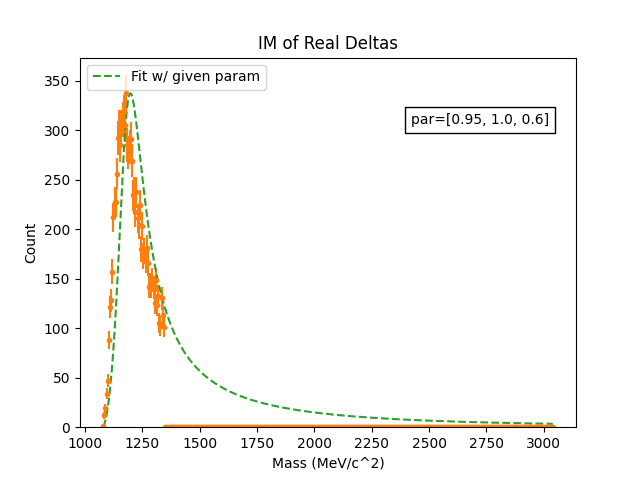 IM of Real Deltas
Fit w/ given param
par=[0.95, 1.0, 0.6]
Count
350
300
250
200
150
100
50
0
1000 1250 1500 1750 2000 2250 2500 2750 3000
Mass (MeV/c^2)